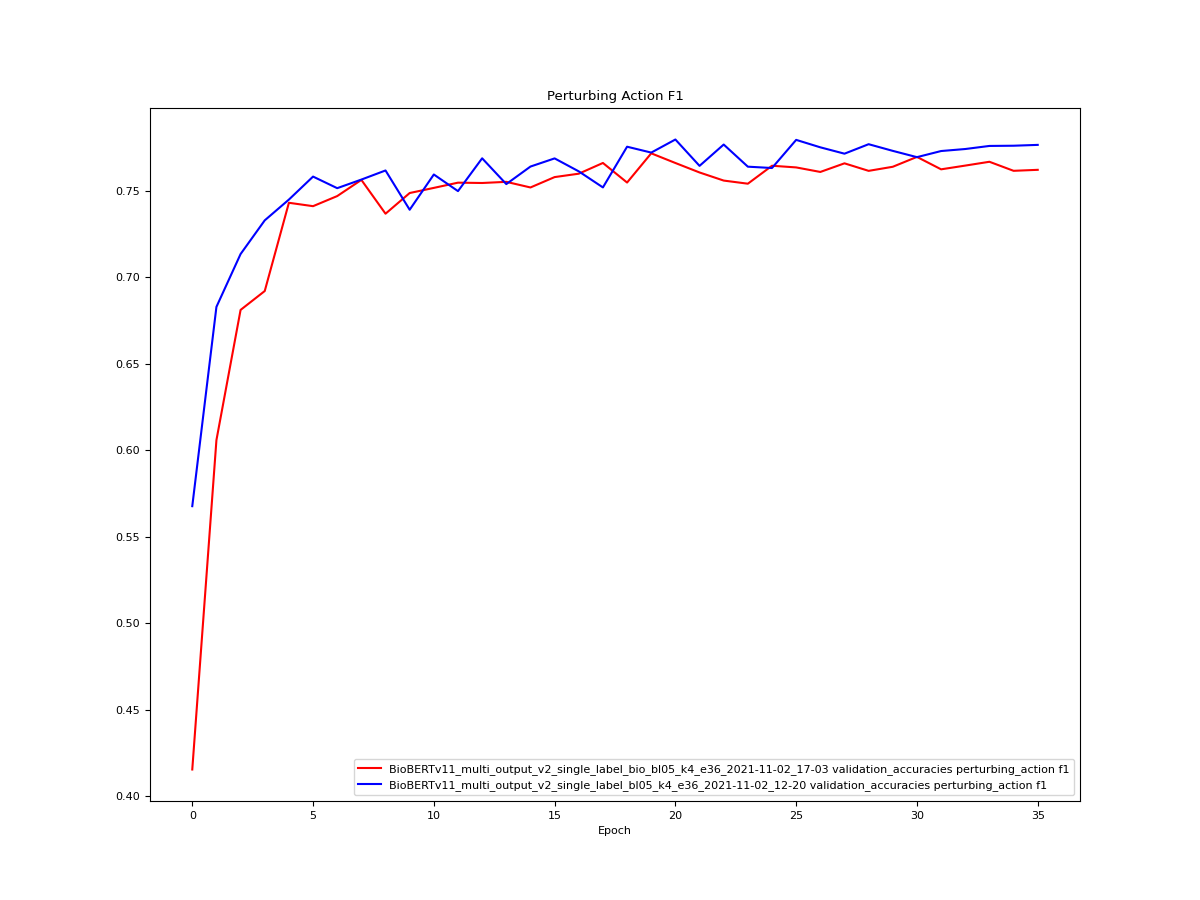 Perturbing Action F1
0.75
0.70
0.65
0.60
0.55
0.50
0.45
0.40
BioBERTv11_multi_output_v2_single_label_bio_bl05_k4_e36_2021-11-02_17-03 validation_accuracies perturbing_action f1
BioBERTv11_multi_output_v2_single_label_bl05_k4_e36_2021-11-02_12-20 validation_accuracies perturbing_action f1
0 5 10 15 20 25 30 35
Epoch